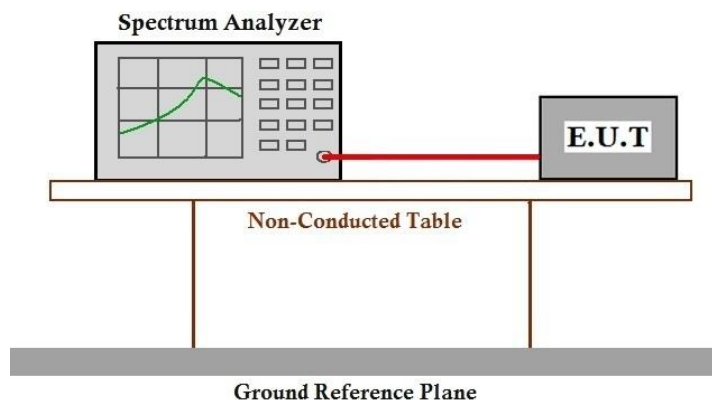 Spectrum Analyzer
E.U.T
Non-Conducted Table
Ground Reference Plane